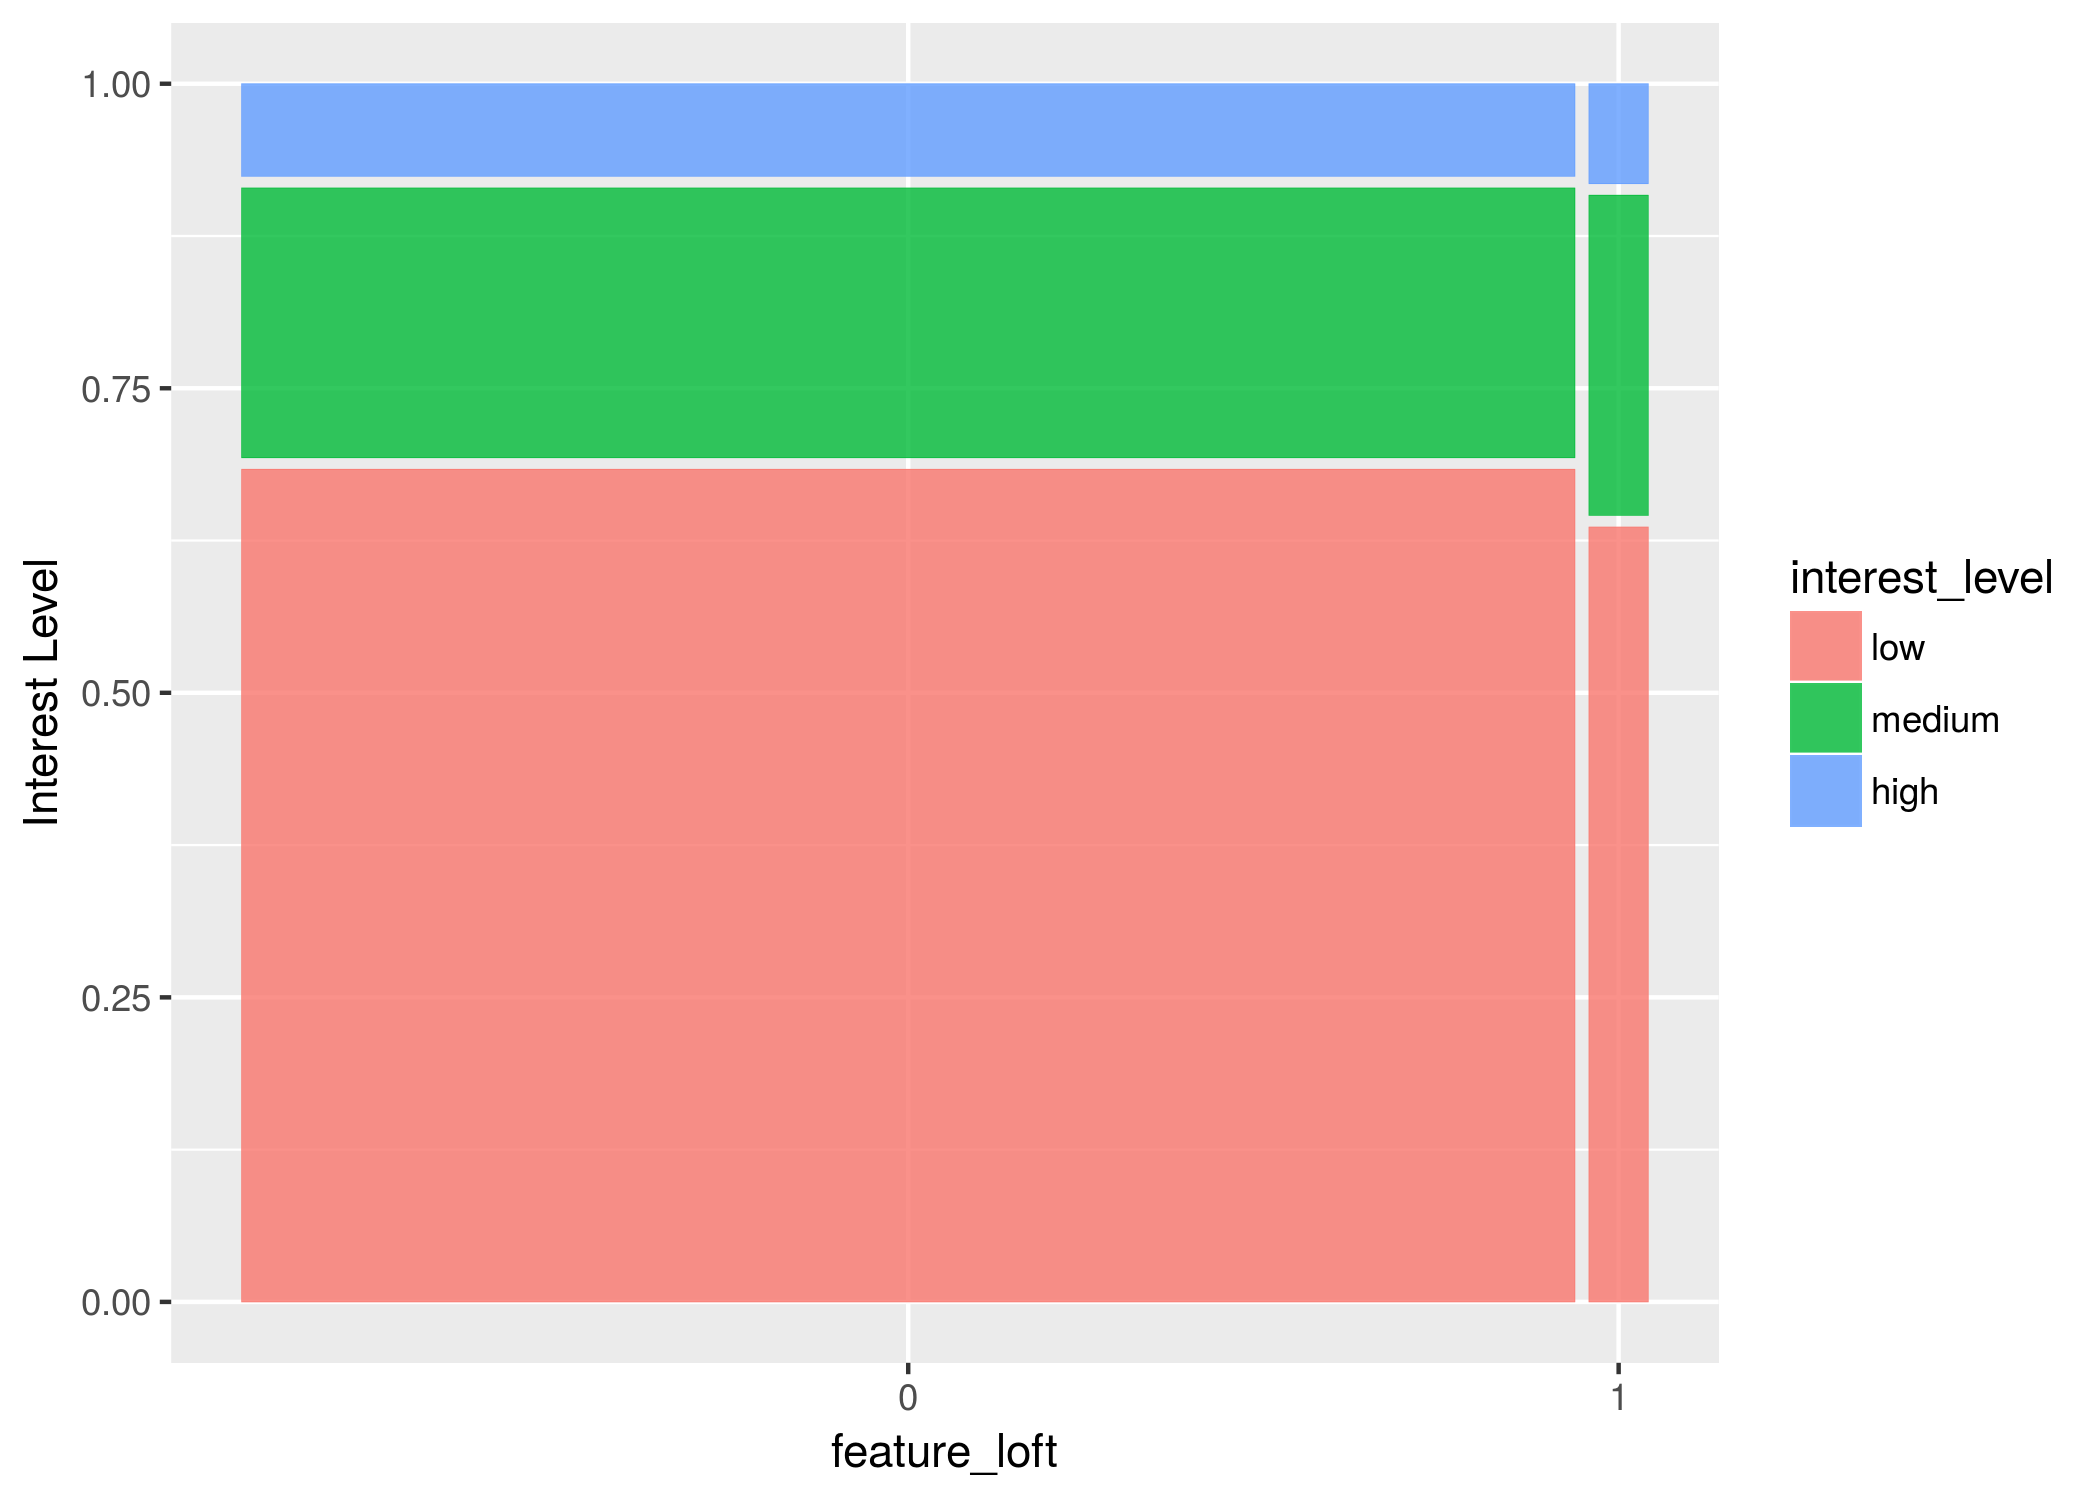 1.00
0.75
0.50
0.25
0.00
Interest Level
0
1
feature_loft
interest_level
low
medium
high